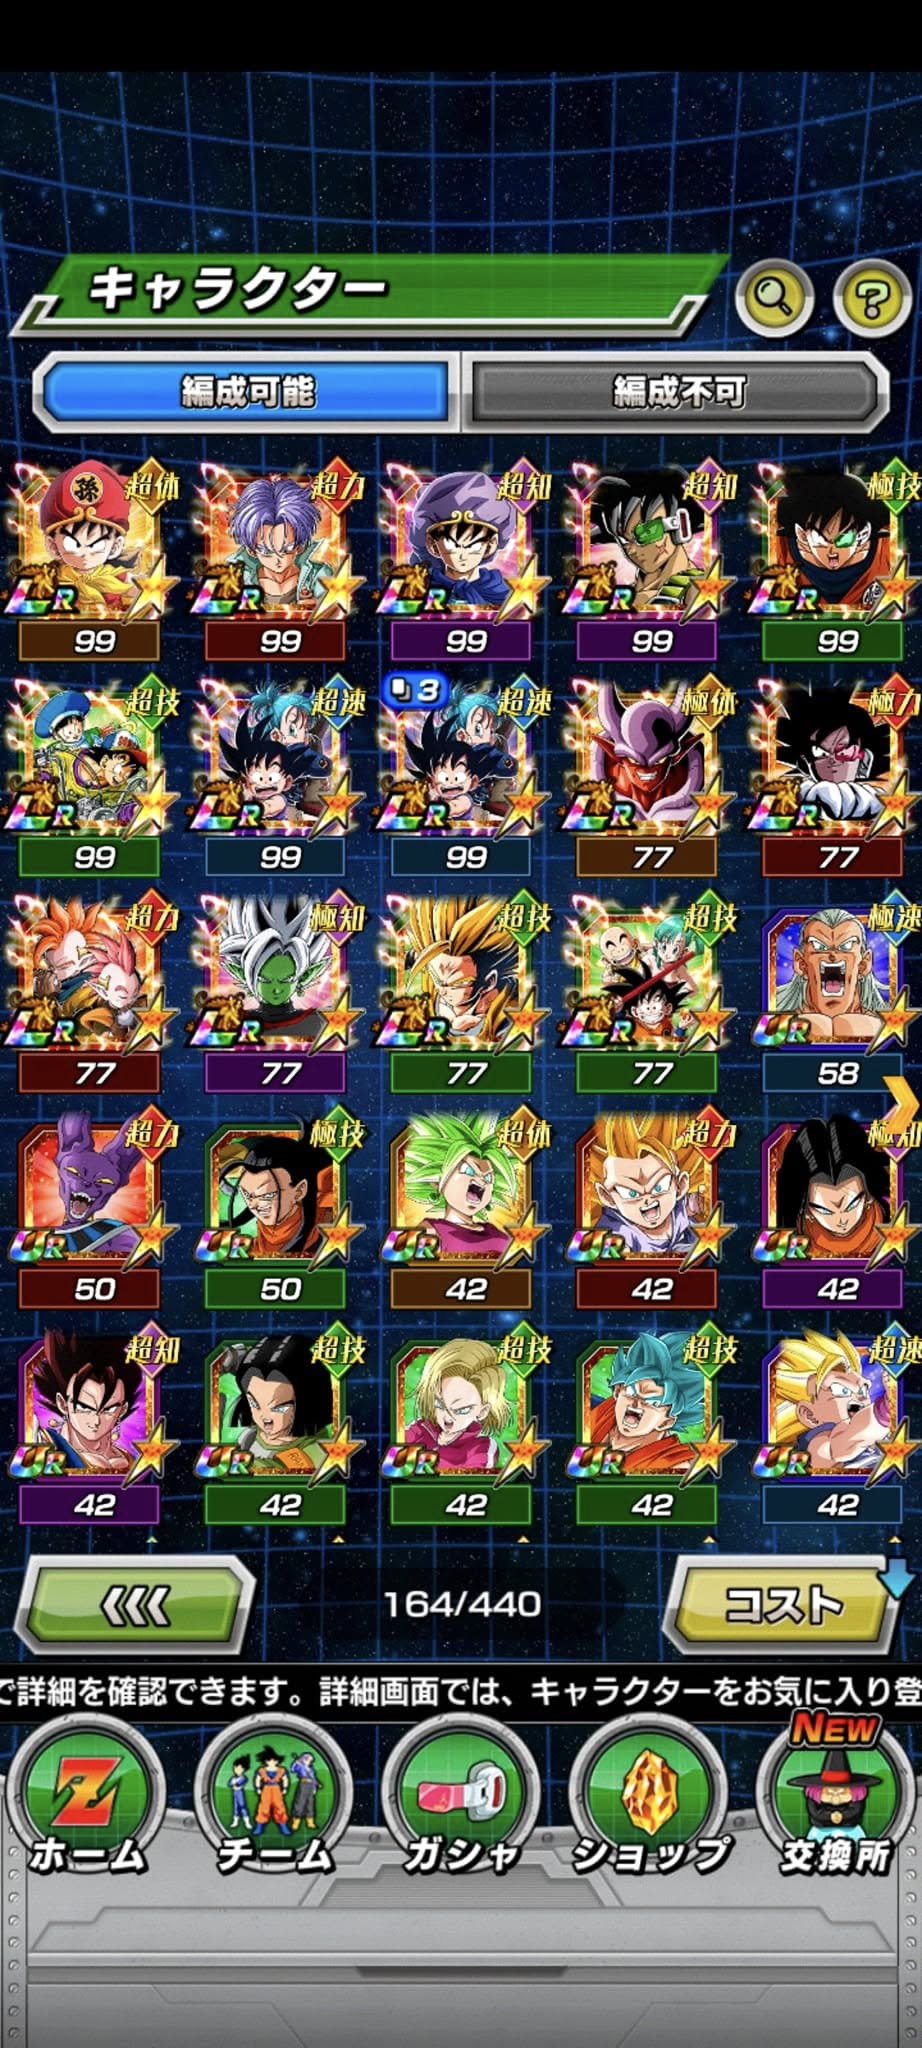 キャラクター
編成可能
編成不可
孫
超体 超力 超知 超知 極技
LR LR LR LR LR
99 99 99 99 99
3
超技 超速 超速 極体 極力
LR LR LR LR LR
99 99 99 77 77
超力 極知 超技 超技 極速
LR LR LR LR UR
77 77 77 77 58
超力 極技 超体 超力 極知
UR UR UR UR UR
50 50 42 42 42
超知 超技 超技 超技 超速
UR UR UR UR UR
42 42 42 42 42
164/440
コスト
で詳細を確認できます。詳細画面では、キャラクターをお気に入り登
NEW
Z
ホーム
チーム
ガシャ
ショップ
交換所